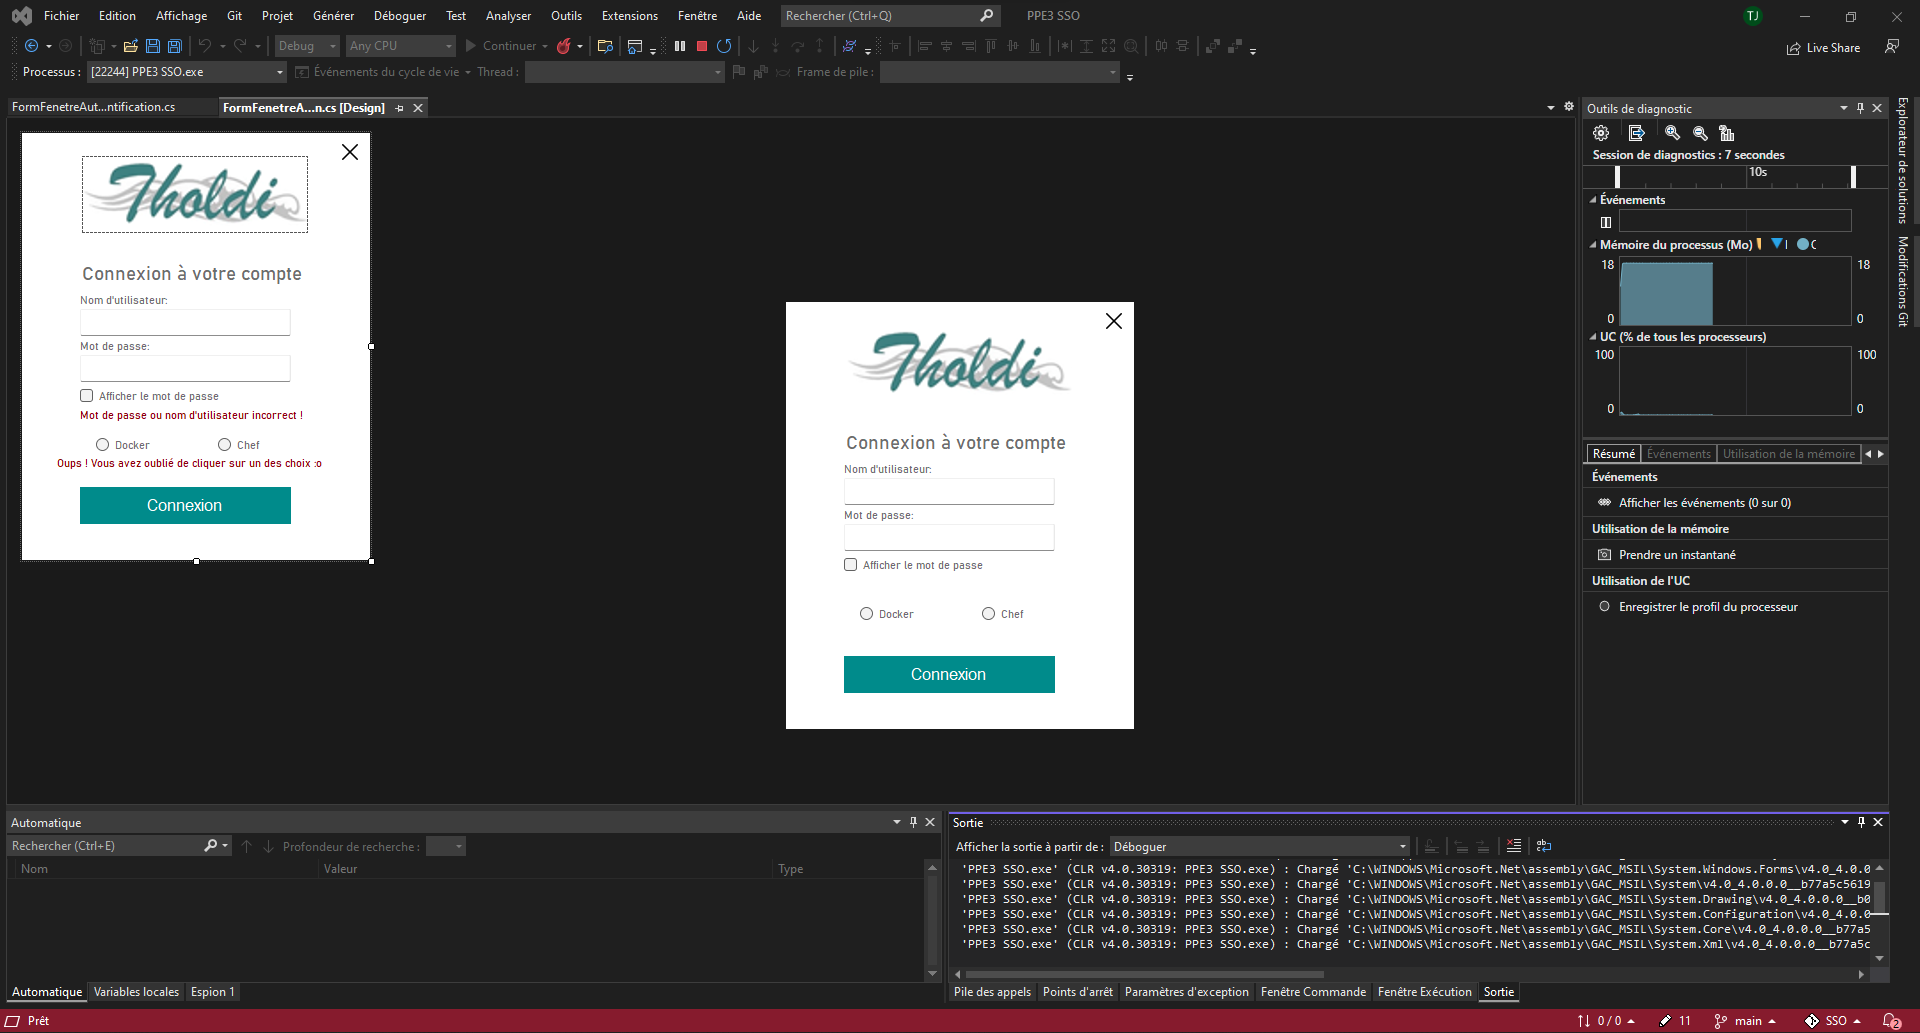 Fichier Edition Affichage Git Projet Générer Déboguer Test Analyser Outils Extensions Fenêtre Aide Rechercher (Ctrl+Q) PPE3 SSO TJ
Debug Any CPU Continuer Live Share
Processus : [22244] PPE3 SSO.exe Événements du cycle de vie Thread : Frame de pile :
FormFenetreAut...ntification.cs FormFenetreA...n.cs [Design]
Tholdi
Connexion à votre compte
Nom d'utilisateur:
Mot de passe:
Afficher le mot de passe
Mot de passe ou nom d'utilisateur incorrect !
Docker Chef
Oups ! Vous avez oublié de cliquer sur un des choix :o
Connexion
Tholdi
Connexion à votre compte
Nom d'utilisateur:
Mot de passe:
Afficher le mot de passe
Docker Chef
Connexion
Outils de diagnostic
Session de diagnostics : 7 secondes
10s
Événements
Mémoire du processus (Mo)
18 18
0 0
UC (% de tous les processeurs)
100 100
0 0
Résumé Événements Utilisation de la mémoire
Événements
Afficher les événements (0 sur 0)
Utilisation de la mémoire
Prendre un instantané
Utilisation de l'UC
Enregistrer le profil du processeur
Explorateur de solutions
Modifications Git
Automatique
Rechercher (Ctrl+E) Profondeur de recherche :
Nom Valeur Type
Automatique Variables locales Espion 1
Sortie
Afficher la sortie à partir de : Déboguer
'PPE3 SSO.exe' (CLR v4.0.30319: PPE3 SSO.exe) : Chargé 'C:\WINDOWS\Microsoft.Net\assembly\GAC_MSIL\System.Windows.Forms\v4.0_4.0.0
'PPE3 SSO.exe' (CLR v4.0.30319: PPE3 SSO.exe) : Chargé 'C:\WINDOWS\Microsoft.Net\assembly\GAC_MSIL\System\v4.0_4.0.0.0__b77a5c5619
'PPE3 SSO.exe' (CLR v4.0.30319: PPE3 SSO.exe) : Chargé 'C:\WINDOWS\Microsoft.Net\assembly\GAC_MSIL\System.Drawing\v4.0_4.0.0.0__b0
'PPE3 SSO.exe' (CLR v4.0.30319: PPE3 SSO.exe) : Chargé 'C:\WINDOWS\Microsoft.Net\assembly\GAC_MSIL\System.Configuration\v4.0_4.0.0
'PPE3 SSO.exe' (CLR v4.0.30319: PPE3 SSO.exe) : Chargé 'C:\WINDOWS\Microsoft.Net\assembly\GAC_MSIL\System.Core\v4.0_4.0.0.0__b77a5
'PPE3 SSO.exe' (CLR v4.0.30319: PPE3 SSO.exe) : Chargé 'C:\WINDOWS\Microsoft.Net\assembly\GAC_MSIL\System.Xml\v4.0_4.0.0.0__b77a5c
Pile des appels Points d'arrêt Paramètres d'exception Fenêtre Commande Fenêtre Exécution Sortie
Prêt 0 / 0 11 main SSO 2